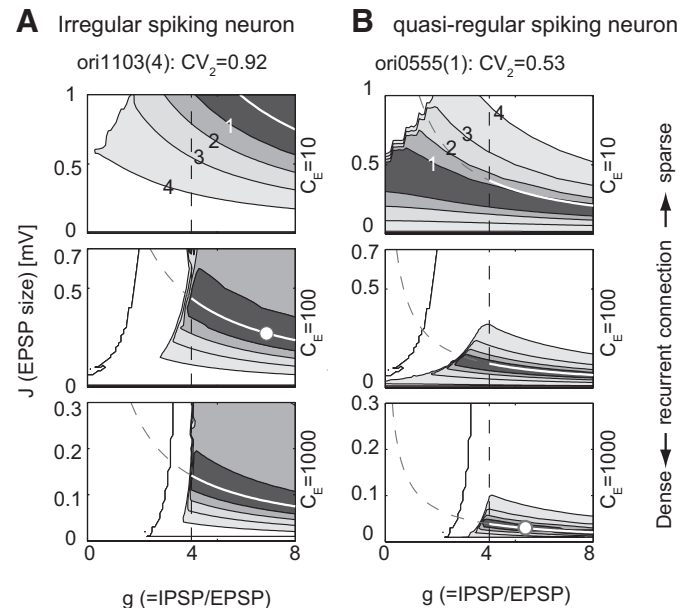 A Irregular spiking neuron
ori1103(4): CV2=0.92
B quasi-regular spiking neuron
ori0555(1): CV2=0.53
J (EPSP size) [mV]
1
0.5
0
1
2
3
4
CE=10
0.7
0.5
0
CE=100
0.3
0.2
0.1
0
CE=1000
0 4 8
g (=IPSP/EPSP)
1
0.5
0
1
2
3
4
CE=10
0.7
0.5
0
CE=100
0.3
0.2
0.1
0
CE=1000
0 4 8
g (=IPSP/EPSP)
Dense ← recurrent connection → sparse